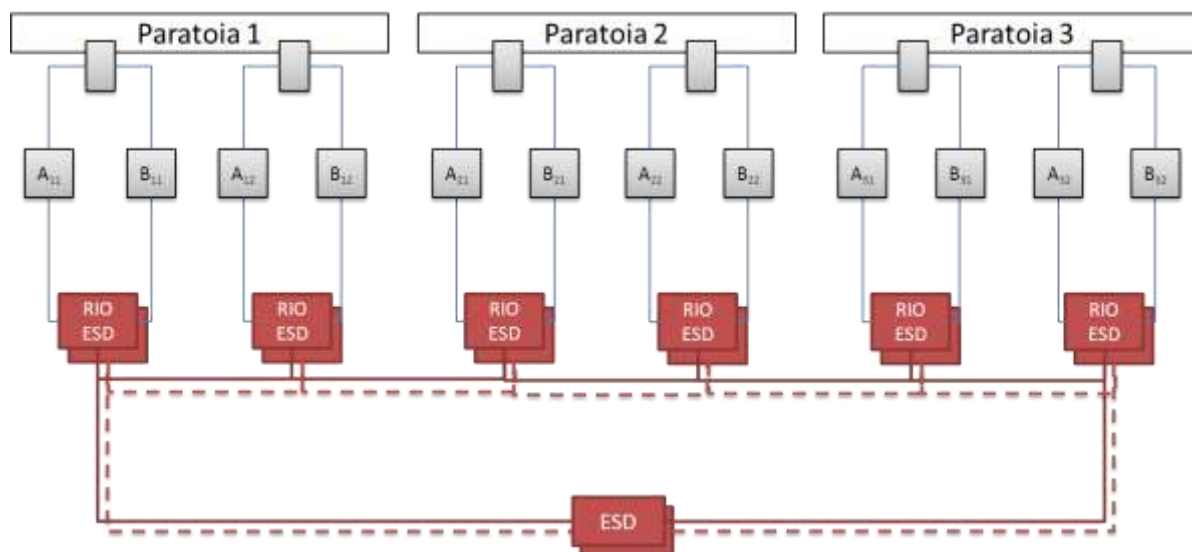 Paratoia 1 Paratoia 2 Paratoia 3
A₁₁ B₁₁ A₁₂ B₁₂ A₂₁ B₂₁ A₂₂ B₂₂ A₃₁ B₃₁ A₃₂ B₃₂
RIO RIO RIO RIO RIO RIO
ESD ESD ESD ESD ESD ESD
ESD